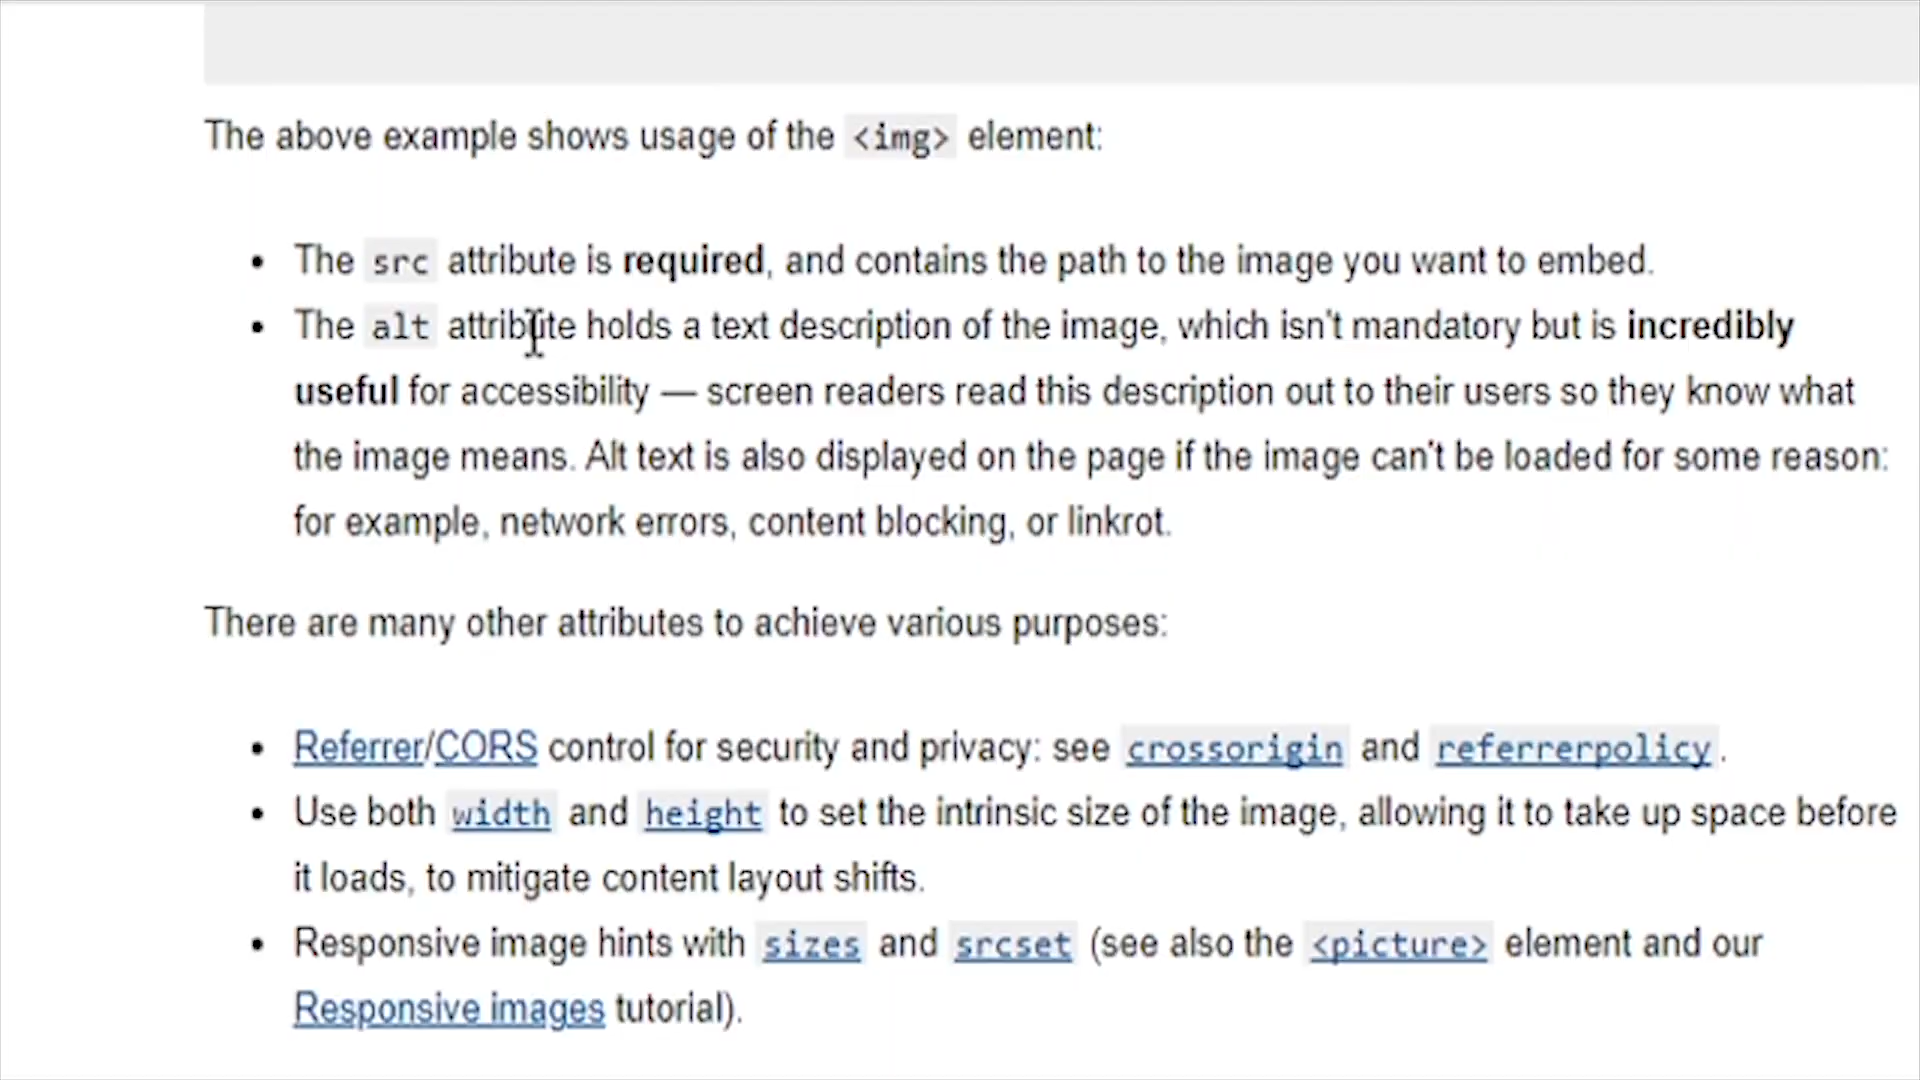 The above example shows usage of the <img> element:
• The src attribute is required, and contains the path to the image you want to embed.
• The alt attribute holds a text description of the image, which isn't mandatory but is incredibly
useful for accessibility — screen readers read this description out to their users so they know what
the image means. Alt text is also displayed on the page if the image can't be loaded for some reason:
for example, network errors, content blocking, or linkrot.
There are many other attributes to achieve various purposes:
• Referrer/CORS control for security and privacy: see crossorigin and referrerpolicy.
• Use both width and height to set the intrinsic size of the image, allowing it to take up space before
it loads, to mitigate content layout shifts.
• Responsive image hints with sizes and srcset (see also the <picture> element and our
Responsive images tutorial).